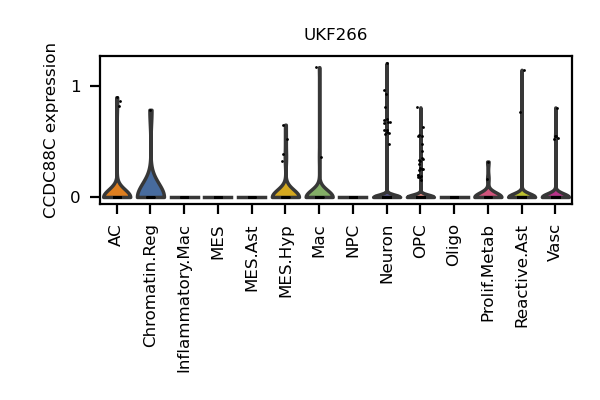 UKF266
CCDC88C expression
1
0
AC
Chromatin.Reg
Inflammatory.Mac
MES
MES.Ast
MES.Hyp
Mac
NPC
Neuron
OPC
Oligo
Prolif.Metab
Reactive.Ast
Vasc